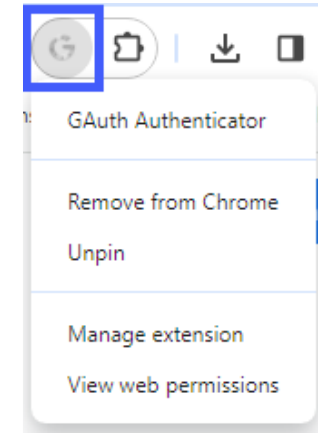 GAuth Authenticator
Remove from Chrome
Unpin
Manage extension
View web permissions